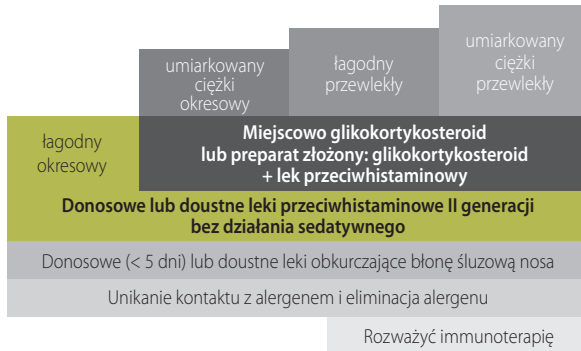 umiarkowany
ciężki
przewlekły
łagodny
przewlekły
umiarkowany
ciężki
okresowy
łagodny
okresowy
Miejscowo glikokortykosteroid
lub preparat złożony: glikokortykosteroid
+ lek przeciwhistaminowy
Donosowe lub doustne leki przeciwhistaminowe II generacji
bez działania sedatywnego
Donosowe (< 5 dni) lub doustne leki obkurczające błonę śluzową nosa
Unikanie kontaktu z alergenem i eliminacja alergenu
Rozważyć immunoterapię